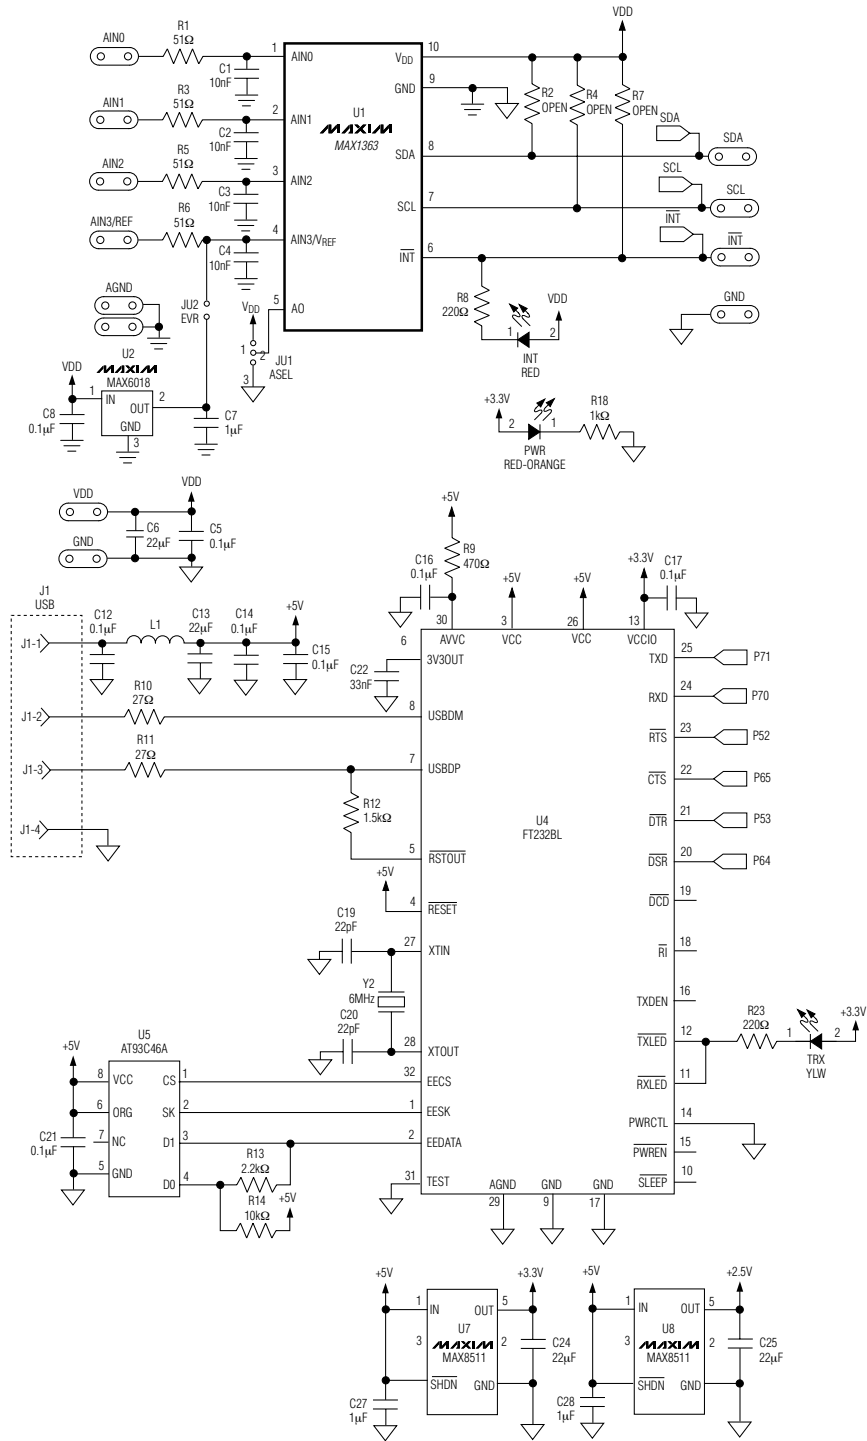 VDD
AIN0
R1
51Ω
C1
10nF
1
AIN0
AIN1
R3
51Ω
C2
10nF
2
AIN1
AIN2
R5
51Ω
C3
10nF
3
AIN2
AIN3/REF
R6
51Ω
C4
10nF
4
AIN3/VREF
U1
MAXIM
MAX1363
VDD
10
GND
9
SDA
8
SCL
7
INT
6
5
AO
R2
OPEN
R4
OPEN
R7
OPEN
SDA
SDA
SCL
SCL
INT
INT
GND
R8
220Ω
1
2
VDD
INT
RED
AGND
JU2
EVR
VDD
1
2
3
JU1
ASEL
U2
MAXIM
MAX6018
VDD
1
IN
OUT
2
GND
3
C8
0.1µF
C7
1µF
+3.3V
2
1
PWR
RED-ORANGE
R18
1kΩ
VDD
GND
VDD
C6
22µF
C5
0.1µF
J1
USB
J1-1
J1-2
J1-3
J1-4
C12
0.1µF
L1
C13
22µF
C14
0.1µF
+5V
C15
0.1µF
R10
27Ω
R11
27Ω
R12
1.5kΩ
+5V
C16
0.1µF
R9
470Ω
+5V
+5V
+3.3V
C17
0.1µF
30
AVVC
3
VCC
26
VCC
13
VCCIO
6
3V3OUT
C22
33nF
8
USBDM
7
USBDP
5
RSTOUT
+5V
4
RESET
27
XTIN
C19
22pF
Y2
6MHz
C20
22pF
28
XTOUT
32
EECS
1
EESK
2
EEDATA
31
TEST
U4
FT232BL
TXD
25
P71
RXD
24
P70
RTS
23
P52
CTS
22
P65
DTR
21
P53
DSR
20
P64
DCD
19
RI
18
TXDEN
16
TXLED
12
RXLED
11
PWRCTL
14
PWREN
15
SLEEP
10
AGND
29
GND
9
GND
17
R23
220Ω
1
2
+3.3V
TRX
YLW
U5
AT93C46A
+5V
8
VCC
CS
1
6
ORG
SK
2
7
NC
D1
3
5
GND
D0
4
C21
0.1µF
R13
2.2kΩ
R14
10kΩ
+5V
+5V
1
IN
OUT
5
+3.3V
U7
MAXIM
MAX8511
3
SHDN
2
GND
C24
22µF
C27
1µF
+5V
1
IN
OUT
5
+2.5V
U8
MAXIM
MAX8511
3
SHDN
2
GND
C25
22µF
C28
1µF